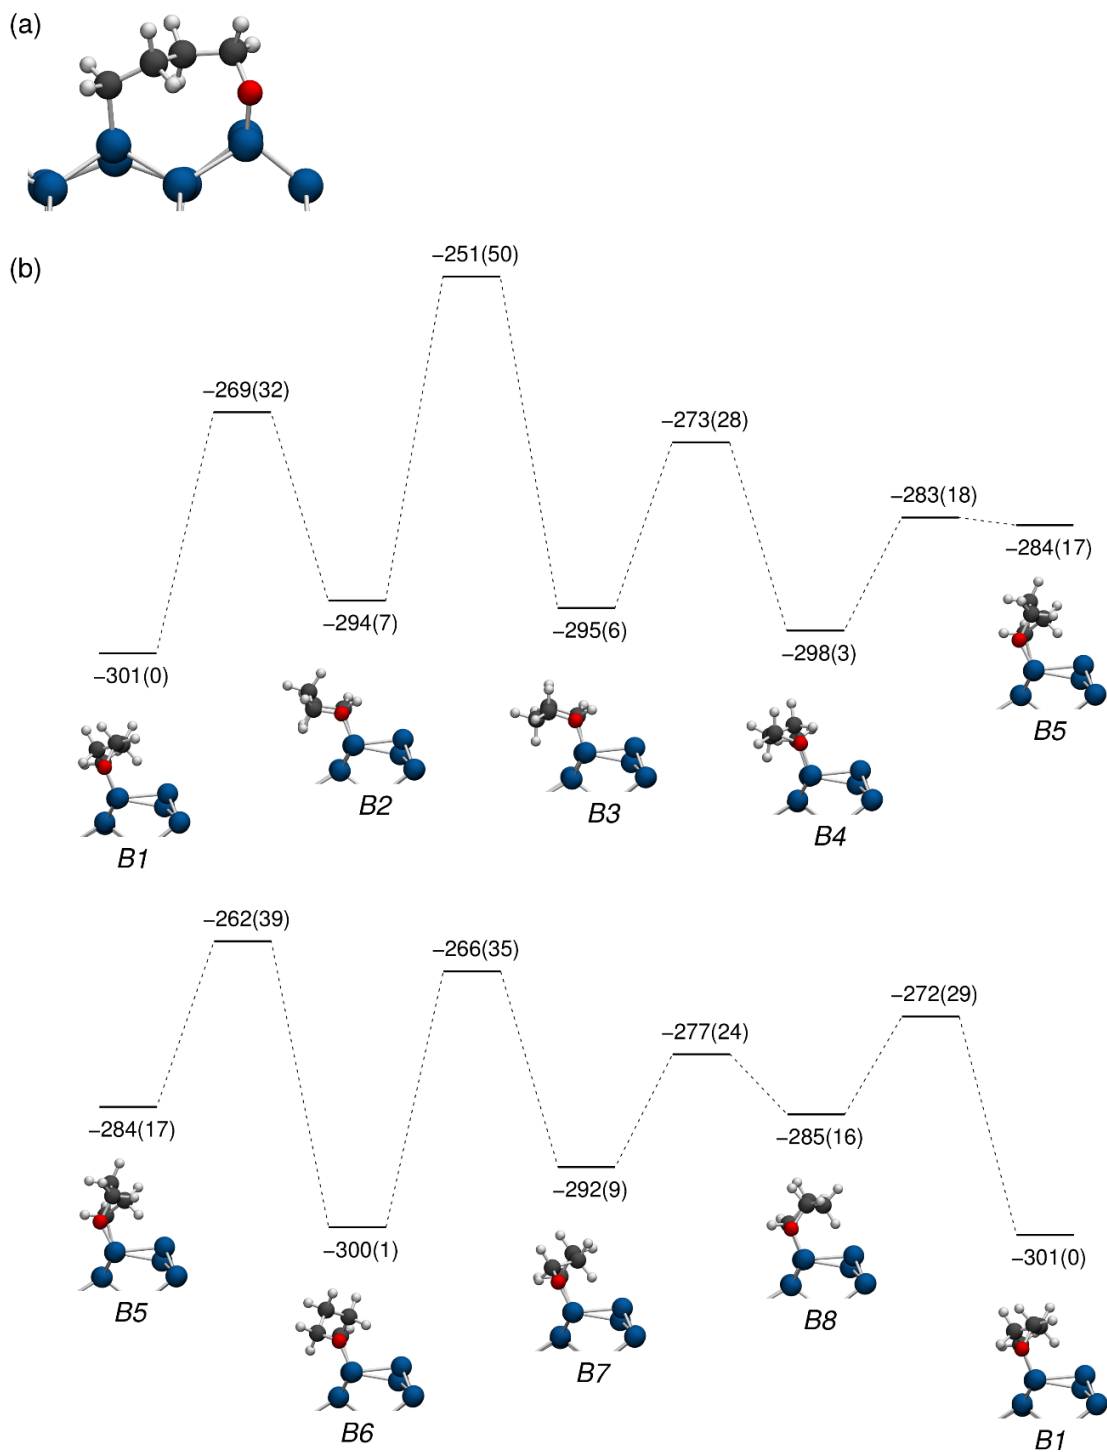 (a)
(b)
−251(50)
−269(32)
−273(28)
−283(18)
−284(17)
−294(7)
−295(6)
−298(3)
−301(0)
B5
B2
B3
B4
B1
−262(39)
−266(35)
−272(29)
−277(24)
−284(17)
−285(16)
−292(9)
−300(1)
−301(0)
B5
B8
B7
B6
B1